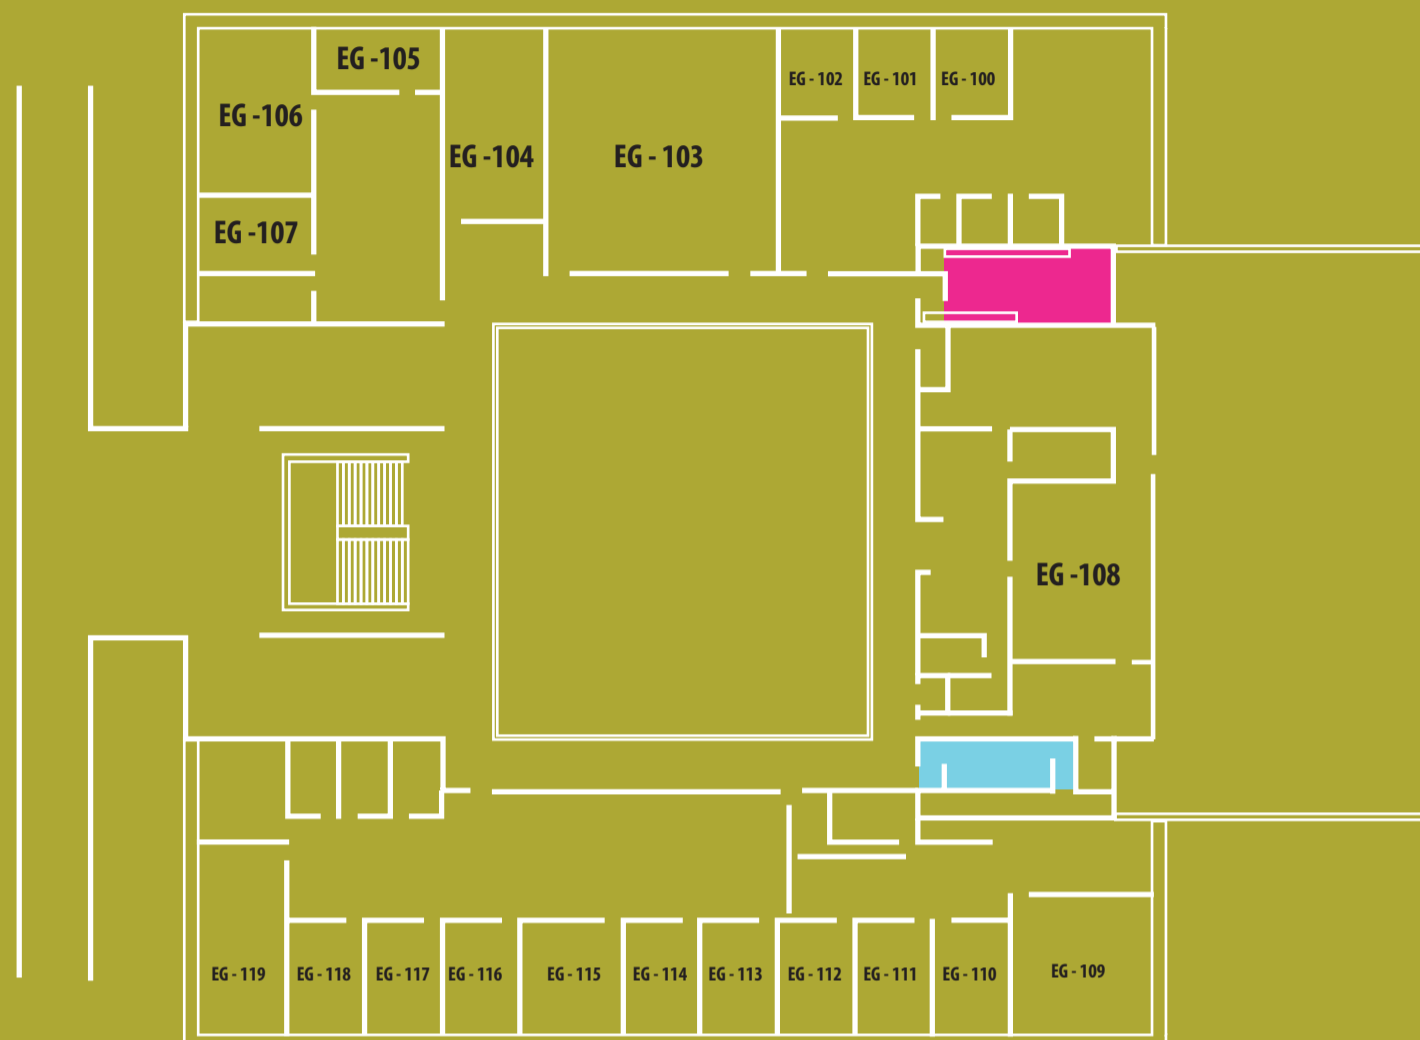 EG -105
EG - 102
EG - 101
EG - 100
EG -106
EG -104
EG - 103
EG -107
EG -108
EG - 119
EG - 118
EG - 117
EG - 116
EG - 115
EG - 114
EG - 113
EG - 112
EG - 111
EG - 110
EG - 109